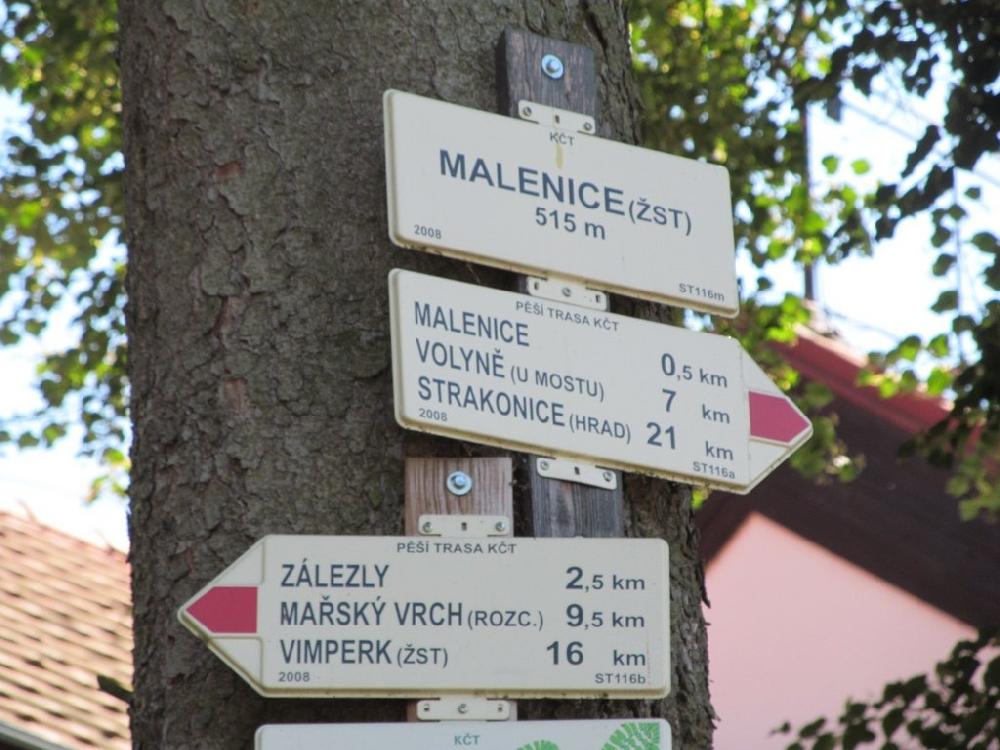 KČT
MALENICE (ŽST)
515 m
2008
ST116m
PĚŠÍ TRASA KČT
MALENICE 0,5 km
VOLYNĚ (U MOSTU) 7 km
STRAKONICE (HRAD) 21 km
2008
ST116a
PĚŠÍ TRASA KČT
ZÁLEZLY 2,5 km
MAŘSKÝ VRCH (ROZC.) 9,5 km
VIMPERK (ŽST) 16 km
2008
ST116b
KČT